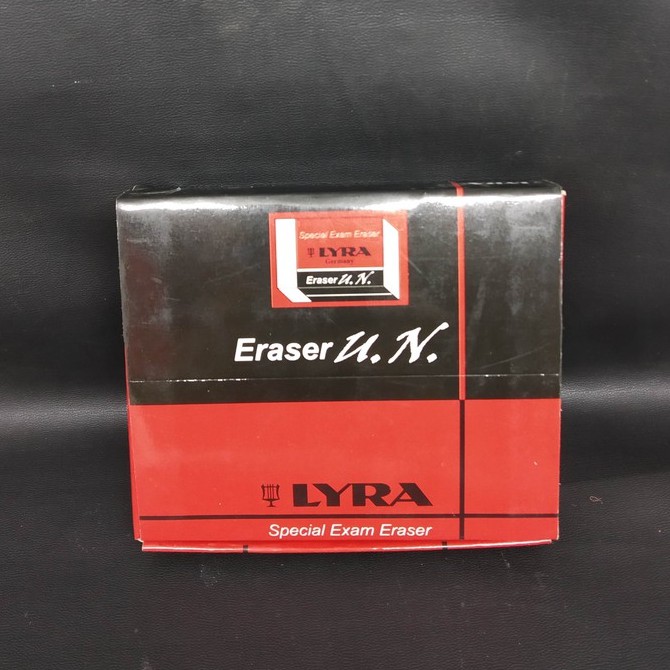 Special Exam Eraser
LYRA
Germany
Eraser U.N.
Eraser U.N.
LYRA
Special Exam Eraser